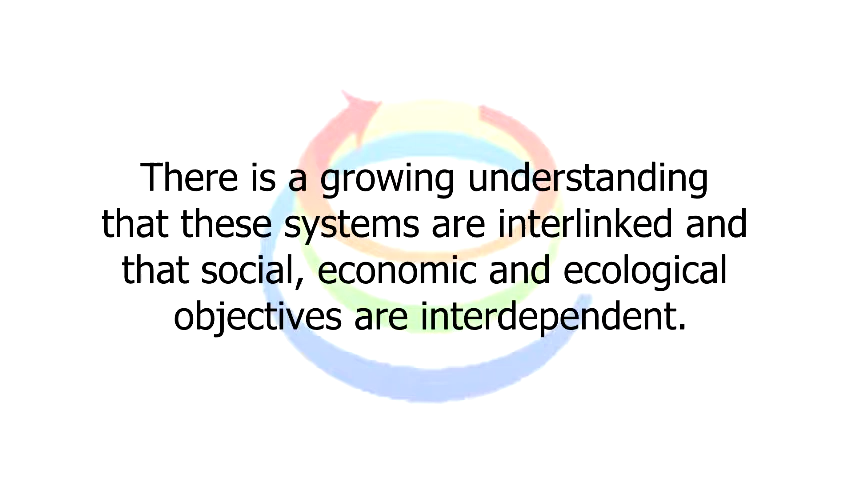 There is a growing understanding
that these systems are interlinked and
that social, economic and ecological
objectives are interdependent.